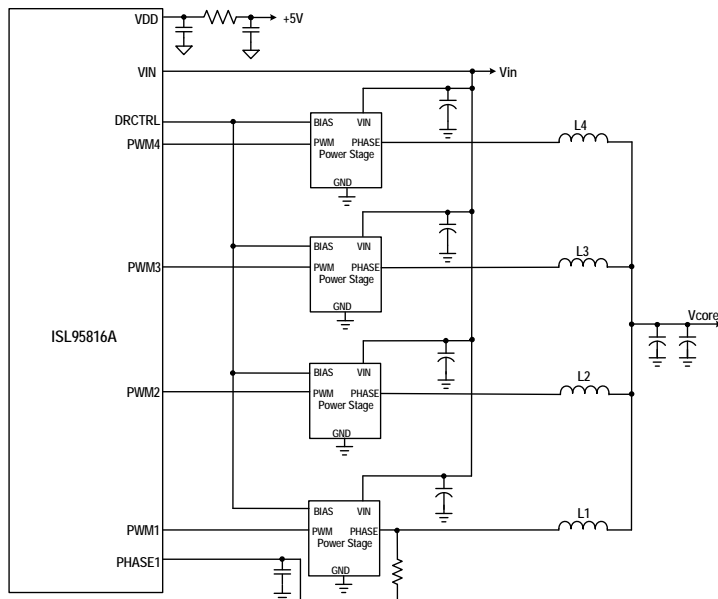 VDD
+5V
VIN
Vin
DRCTRL
BIAS VIN
L4
PWM4
PWM PHASE
Power Stage
GND
BIAS VIN
L3
PWM3
PWM PHASE
Power Stage
GND
Vcore
ISL95816A
BIAS VIN
L2
PWM2
PWM PHASE
Power Stage
GND
BIAS VIN
L1
PWM1
PWM PHASE
Power Stage
PHASE1
GND